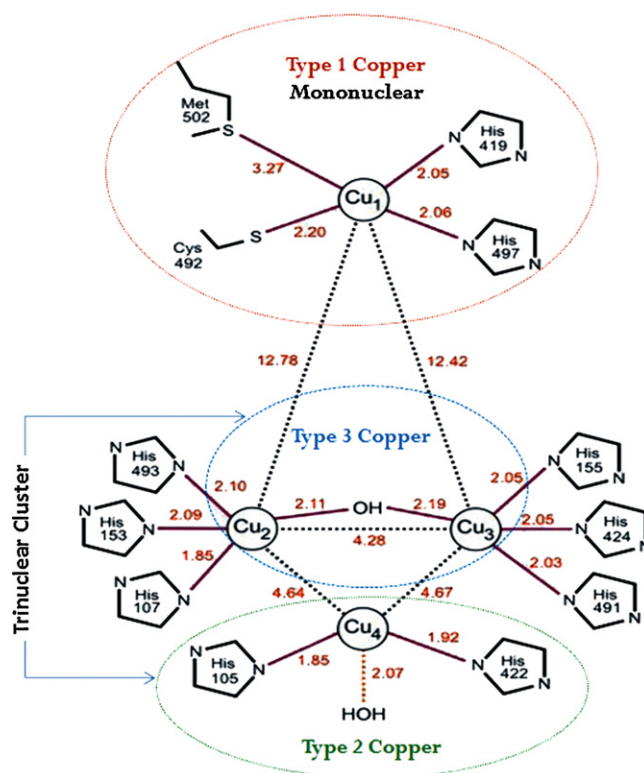 Type 1 Copper
Mononuclear
Met
502
S
3.27
Cu1
2.05
N
His
419
N
2.06
N
His
497
N
Cys
492
S
2.20
12.78
12.42
Type 3 Copper
Trinuclear Cluster
N
His
493
N
2.10
N
His
153
N
2.09
N
His
107
N
1.85
Cu2
2.11
OH
2.19
Cu3
4.28
2.05
N
His
155
N
2.05
N
His
424
N
2.03
N
His
491
N
4.64
4.67
Cu4
N
His
105
N
1.85
2.07
HOH
1.92
N
His
422
N
Type 2 Copper